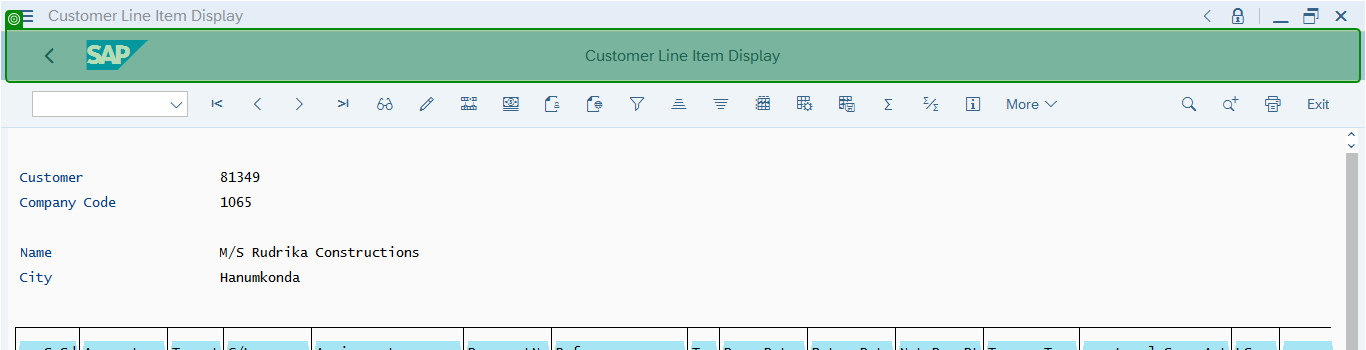 Customer Line Item Display
SAP
Customer Line Item Display
More
Exit
Customer 81349
Company Code 1065
Name M/S Rudrika Constructions
City Hanumkonda